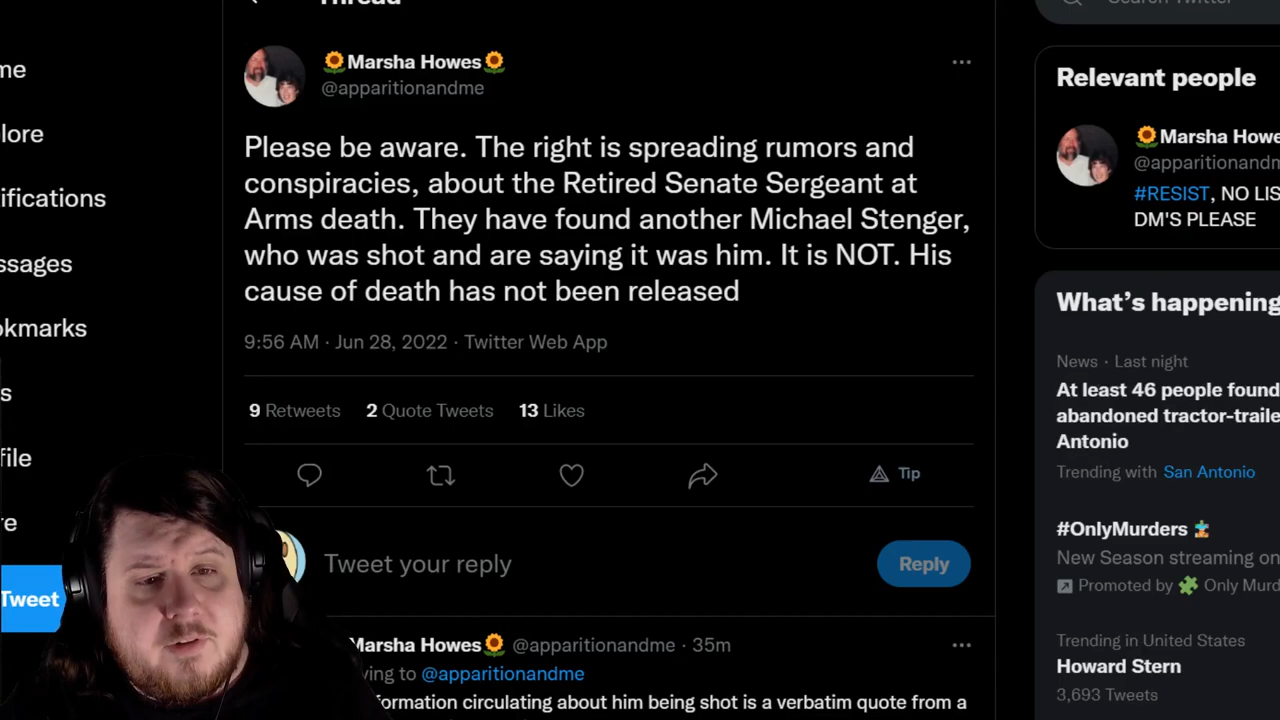 Thread
Search Twitter
🌻Marsha Howes🌻
@apparitionandme
Please be aware. The right is spreading rumors and
conspiracies, about the Retired Senate Sergeant at
Arms death. They have found another Michael Stenger,
who was shot and are saying it was him. It is NOT. His
cause of death has not been released
9:56 AM · Jun 28, 2022 · Twitter Web App
9 Retweets 2 Quote Tweets 13 Likes
Tip
Tweet your reply
Reply
Marsha Howes🌻 @apparitionandme · 35m
ying to @apparitionandme
formation circulating about him being shot is a verbatim quote from a
me
lore
ifications
ssages
okmarks
s
file
re
Tweet
Relevant people
🌻Marsha Howe
@apparitionandm
#RESIST, NO LIS
DM'S PLEASE
What's happening
News · Last night
At least 46 people found
abandoned tractor-traile
Antonio
Trending with San Antonio
#OnlyMurders
New Season streaming on
Promoted by Only Murd
Trending in United States
Howard Stern
3,693 Tweets